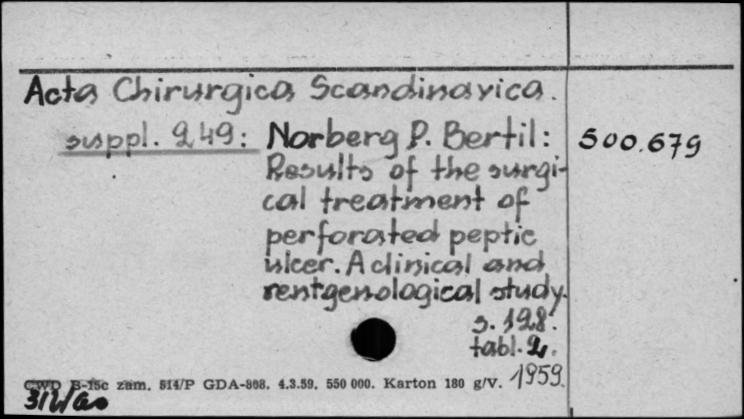 Acta Chirurgica Scandinavica.
suppl. 249: Norberg P. Bertil: 500.679
Results of the surgi-
cal treatment of
perforated peptic
ulcer. A clinical and
rentgenological study.
s. 128.
tabl. 2.
1959.
CWD B-15c zam. 514/P GDA-808. 4.3.59. 550 000. Karton 180 g/V.